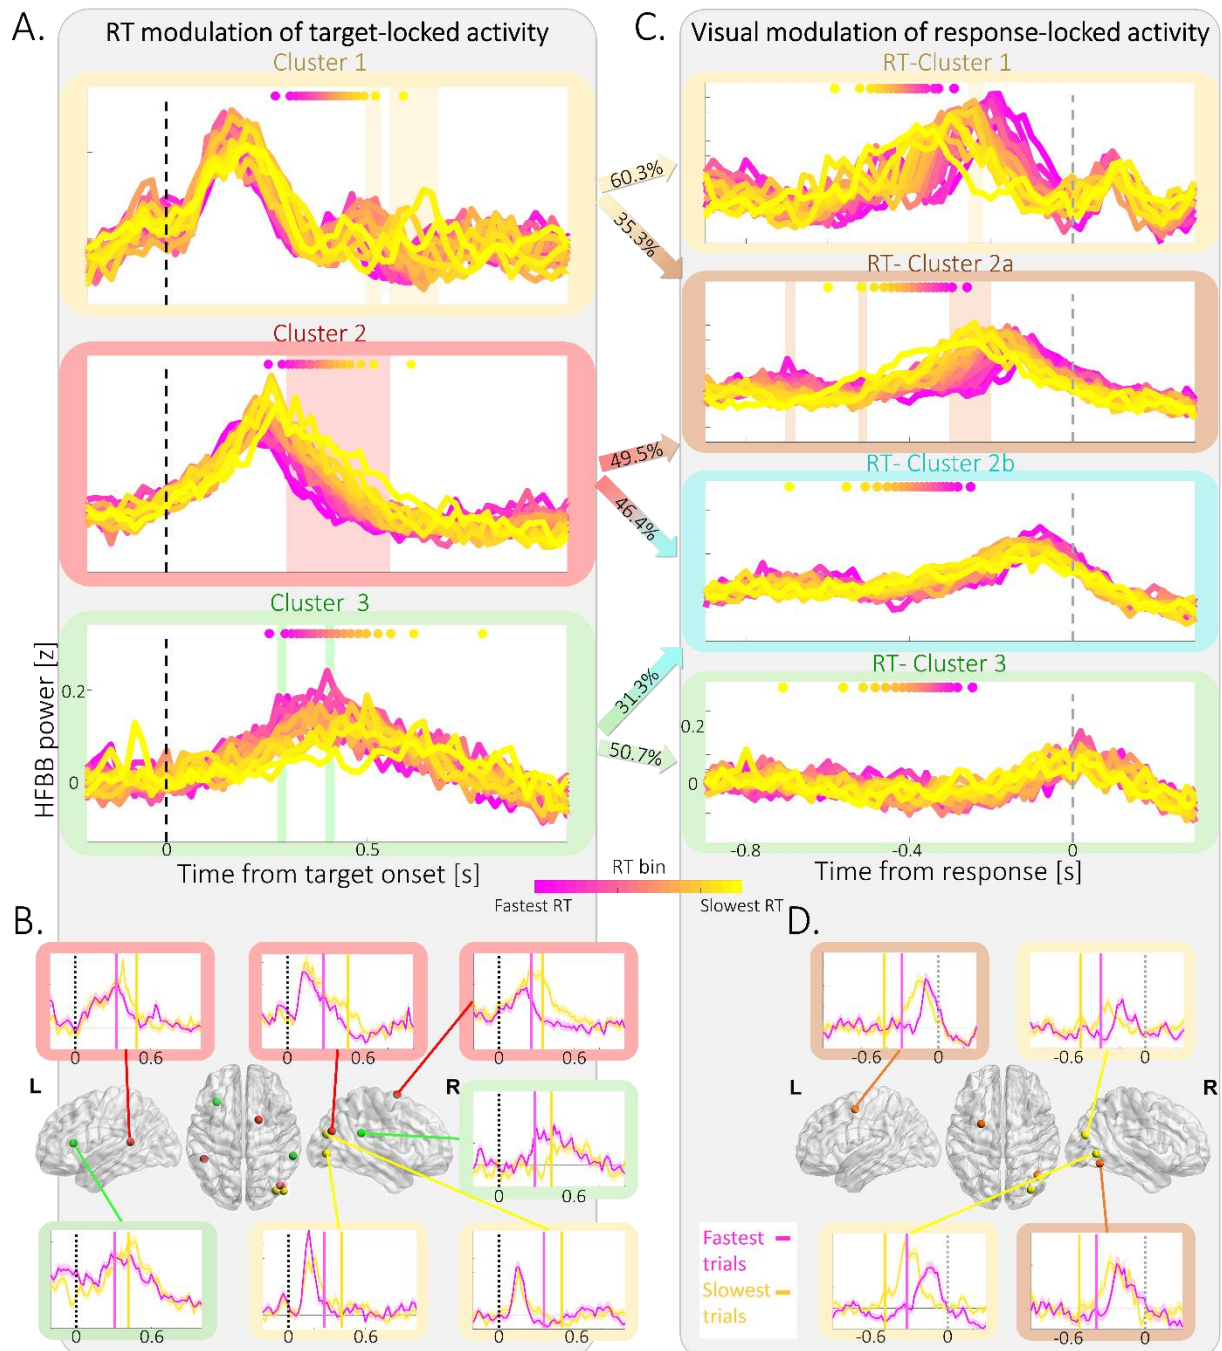 A.
RT modulation of target-locked activity
Cluster 1
Cluster 2
Cluster 3
HFBB power [z]
0.2
0
0
0.5
Time from target onset [s]
60.3%
35.3%
49.5%
46.4%
31.3%
50.7%
C.
Visual modulation of response-locked activity
RT-Cluster 1
RT- Cluster 2a
RT- Cluster 2b
RT- Cluster 3
0.2
0
-0.8
-0.4
0
Time from response [s]
RT bin
Fastest RT
Slowest RT
B.
0
0.6
0
0.6
0
0.6
L
R
0
0.6
0
0.6
0
0.6
0
0.6
D.
-0.6
0
-0.6
0
L
R
Fastest
trials
Slowest
trials
-0.6
0
-0.6
0